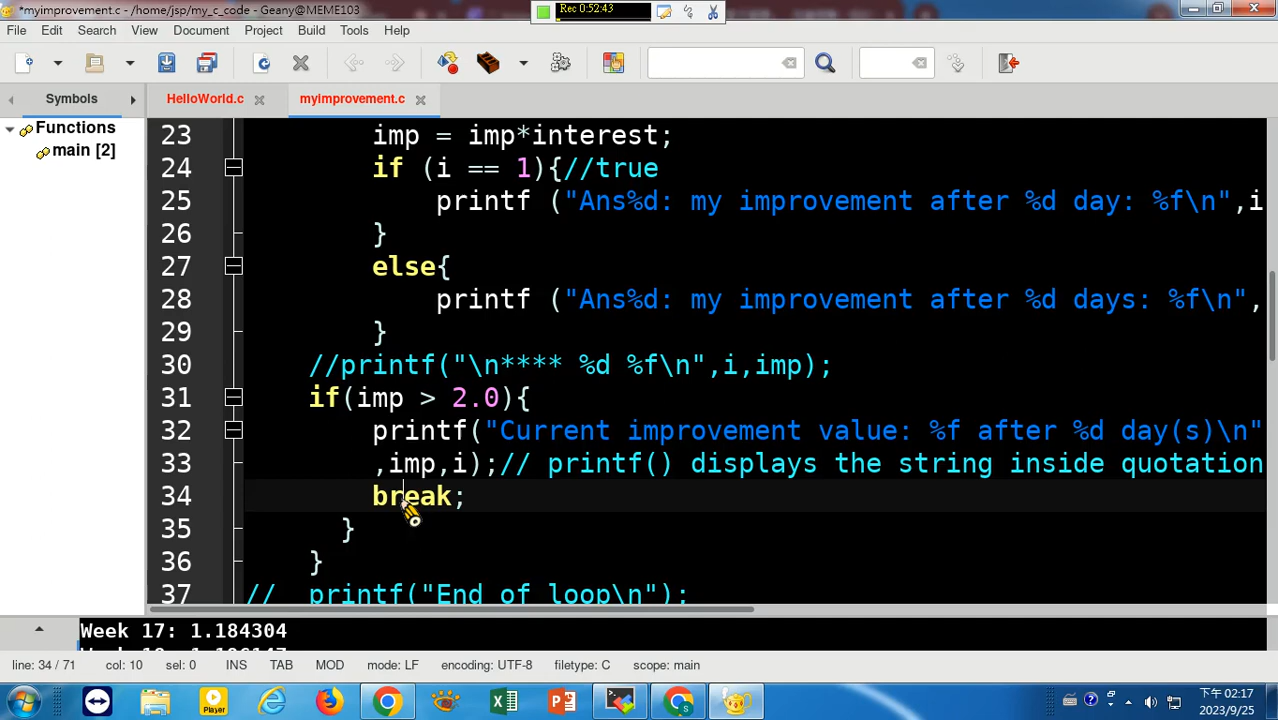 *myimprovement.c - /home/jsp/my_c_code - Geany@MEME103
Rec 0:52:43
File Edit Search View Document Project Build Tools Help
Symbols HelloWorld.c myimprovement.c
Functions
main [2]
23 imp = imp*interest;
24 if (i == 1){//true
25 printf ("Ans%d: my improvement after %d day: %f\n",i
26 }
27 else{
28 printf ("Ans%d: my improvement after %d days: %f\n",
29 }
30 //printf("\n**** %d %f\n",i,imp);
31 if(imp > 2.0){
32 printf("Current improvement value: %f after %d day(s)\n"
33 ,imp,i);// printf() displays the string inside quotation
34 break;
35 }
36 }
37 // printf("End of loop\n");
Week 17: 1.184304
line: 34 / 71 col: 10 sel: 0 INS TAB MOD mode: LF encoding: UTF-8 filetype: C scope: main
Player
下午 02:17
2023/9/25